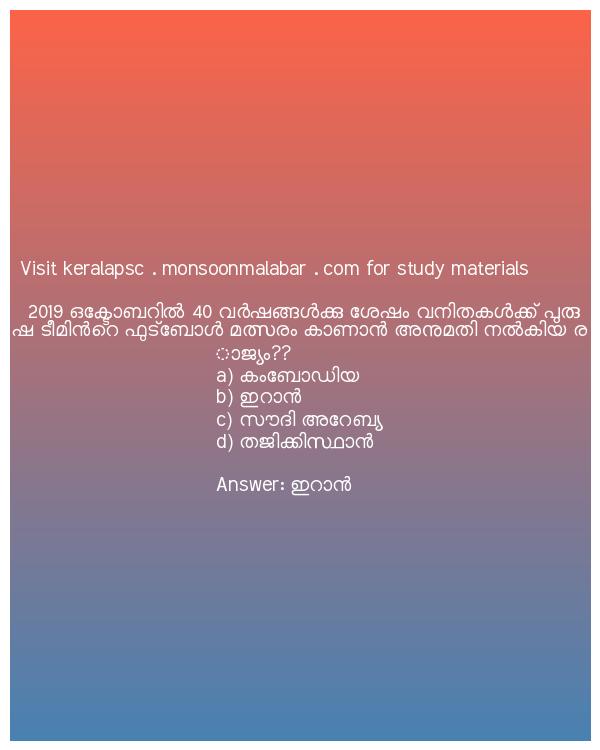 Visit keralapsc . monsoonmalabar . com for study materials
2019 ഒക്ടോബറിൽ 40 വർഷങ്ങൾക്കു ശേഷം വനിതകൾക്ക് പുരു
ഷ ടീമിൻറെ ഫുട്ബോൾ മത്സരം കാണാൻ അനുമതി നൽകിയ ര
ാജ്യം??
a) കംബോഡിയ
b) ഇറാൻ
c) സൗദി അറേബ്യ
d) തജിക്കിസ്ഥാൻ
Answer: ഇറാൻ